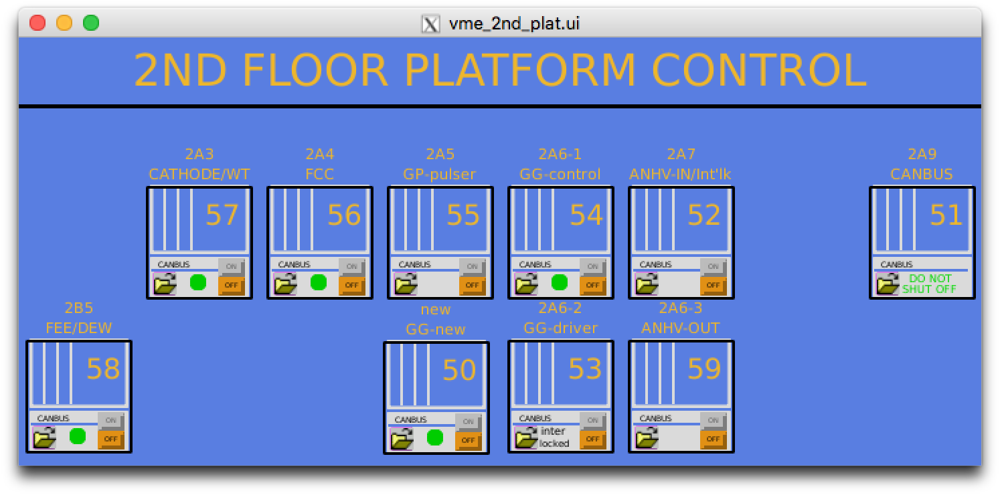 vme_2nd_plat.ui
2ND FLOOR PLATFORM CONTROL
2A3
CATHODE/WT
57
CANBUS
ON
OFF
2A4
FCC
56
CANBUS
ON
OFF
2A5
GP-pulser
55
CANBUS
ON
OFF
2A6-1
GG-control
54
CANBUS
ON
OFF
2A7
ANHV-IN/Int'lk
52
CANBUS
ON
OFF
2A9
CANBUS
51
CANBUS
DO NOT
SHUT OFF
2B5
FEE/DEW
58
CANBUS
ON
OFF
new
GG-new
50
CANBUS
ON
OFF
2A6-2
GG-driver
53
CANBUS
ON
inter
locked
OFF
2A6-3
ANHV-OUT
59
CANBUS
ON
OFF